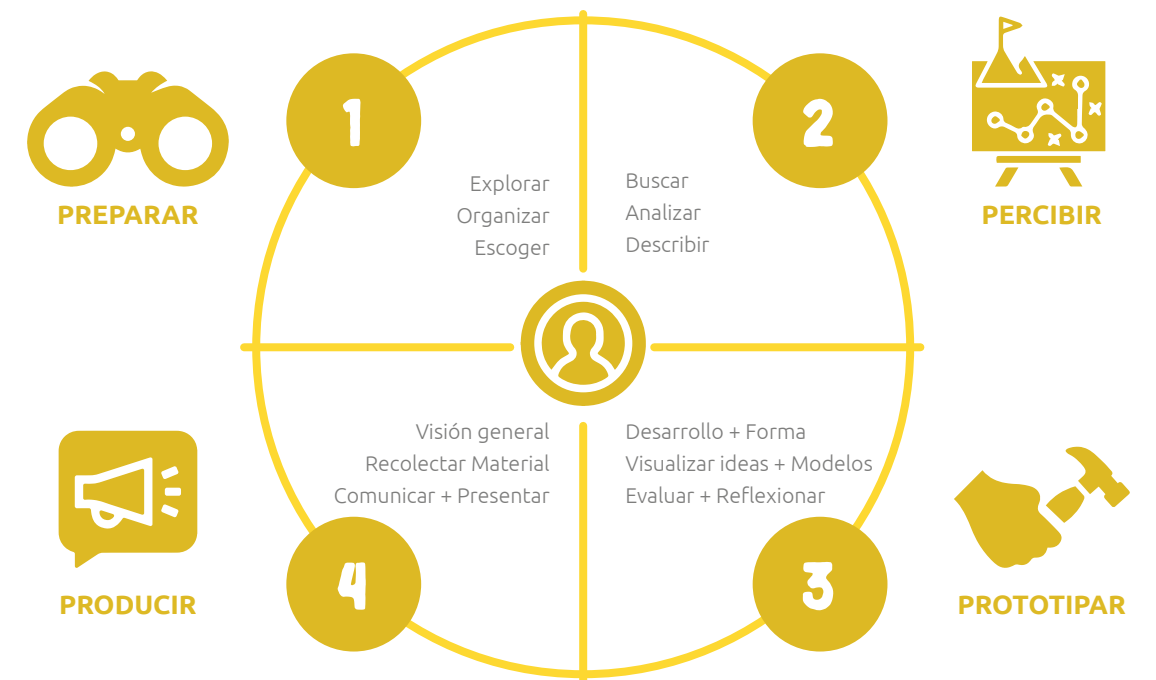 1
PREPARAR
Explorar
Organizar
Escoger
2
PERCIBIR
Buscar
Analizar
Describir
Visión general
Recolectar Material
Comunicar + Presentar
4
PRODUCIR
Desarrollo + Forma
Visualizar ideas + Modelos
Evaluar + Reflexionar
3
PROTOTIPAR